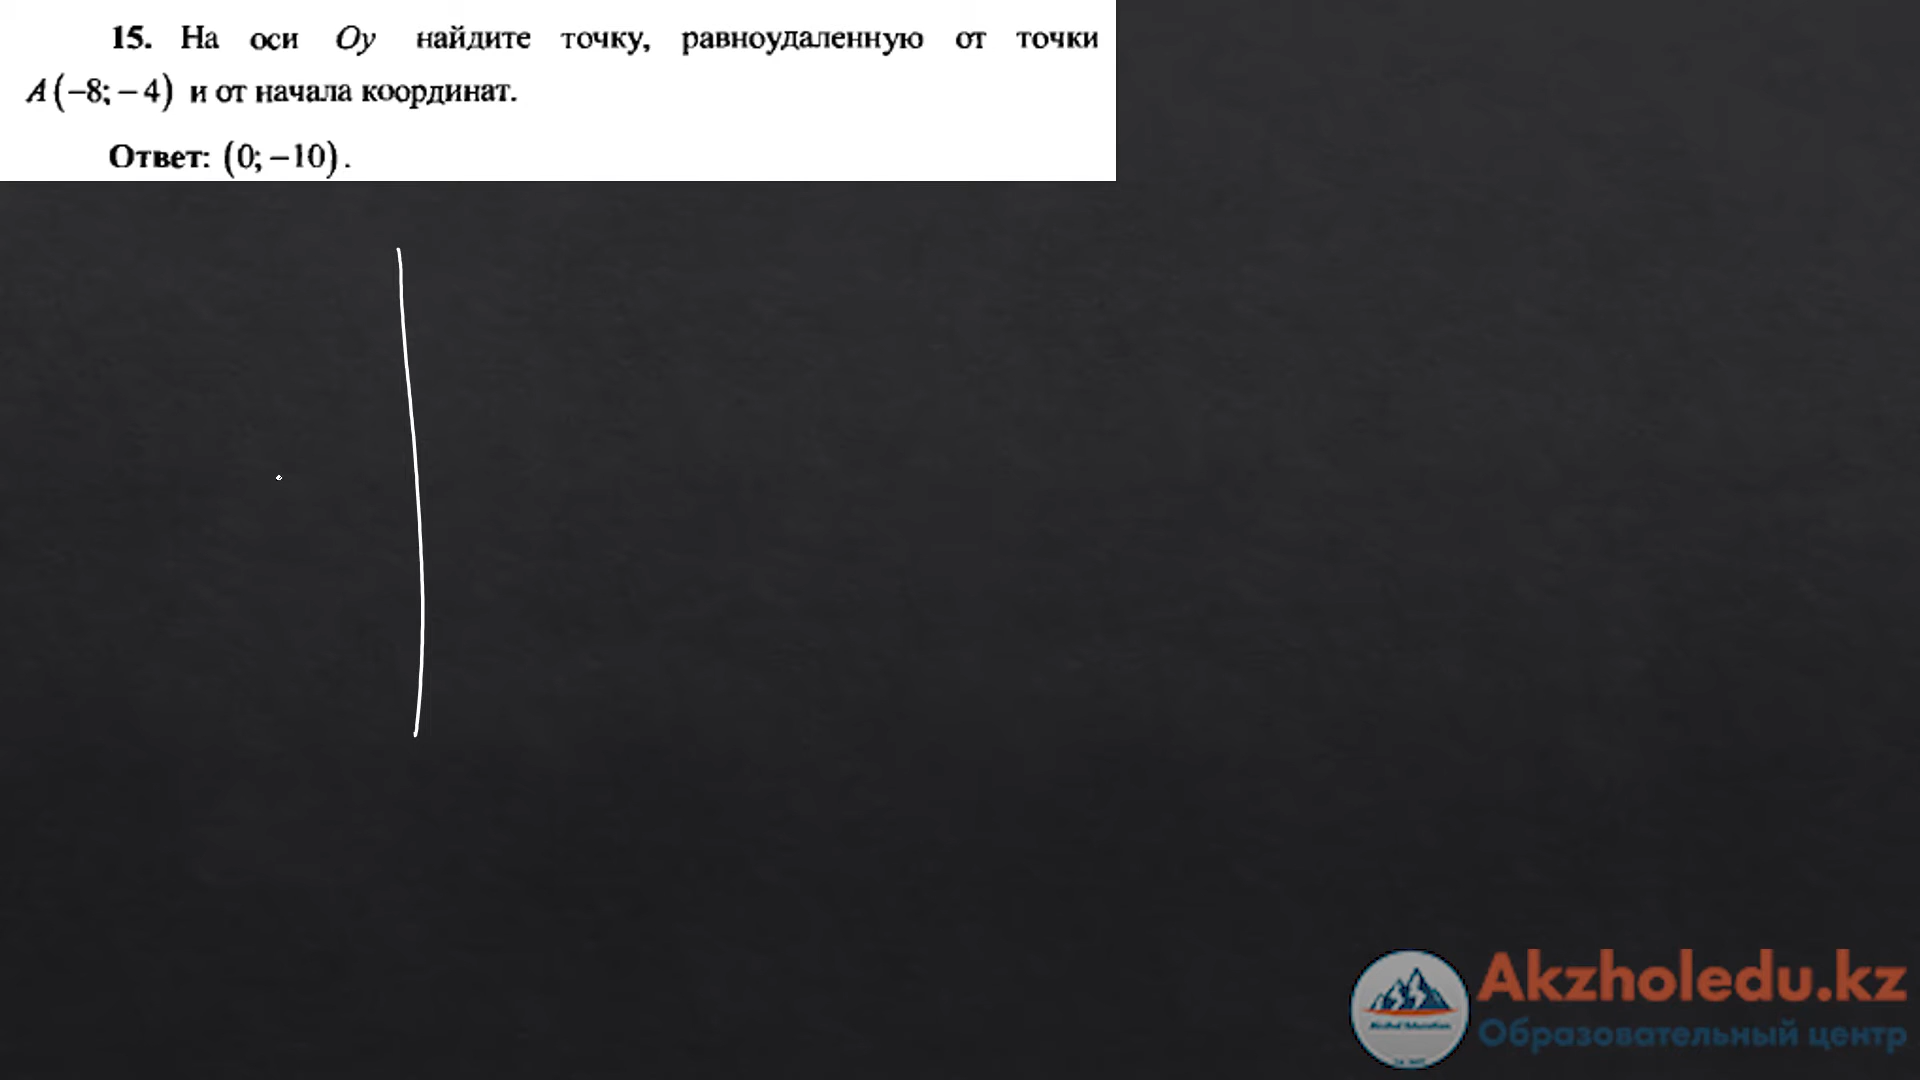 15. На оси Oy найдите точку, равноудаленную от точки
A(–8; – 4) и от начала координат.
Ответ: (0; –10).
Akzholedu.kz
Образовательный центр